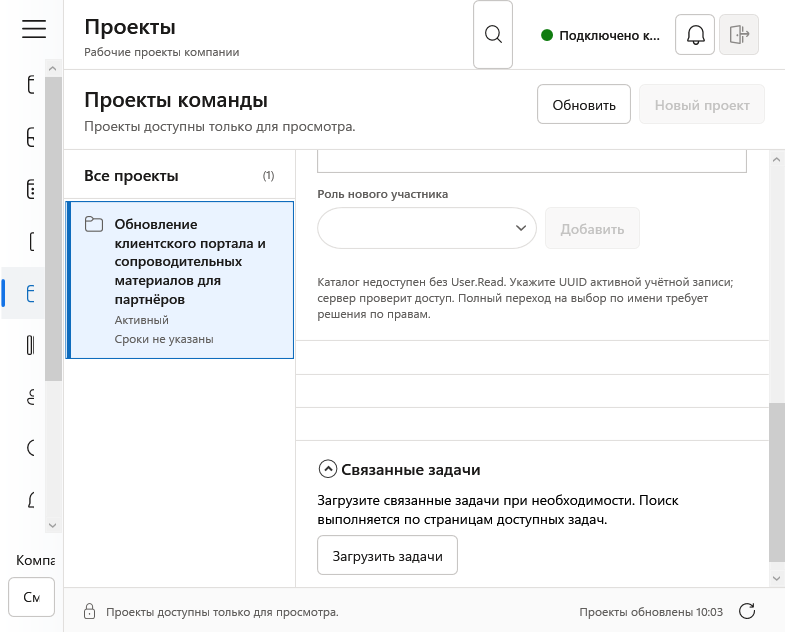 Проекты
Рабочие проекты компании
Подключено к...
Проекты команды
Проекты доступны только для просмотра.
Обновить
Новый проект
Все проекты
(1)
Обновление
клиентского портала и
сопроводительных
материалов для
партнёров
Активный
Сроки не указаны
Роль нового участника
Добавить
Каталог недоступен без User.Read. Укажите UUID активной учётной записи;
сервер проверит доступ. Полный переход на выбор по имени требует
решения по правам.
Связанные задачи
Загрузите связанные задачи при необходимости. Поиск
выполняется по страницам доступных задач.
Загрузить задачи
Компа
См
Проекты доступны только для просмотра.
Проекты обновлены 10:03